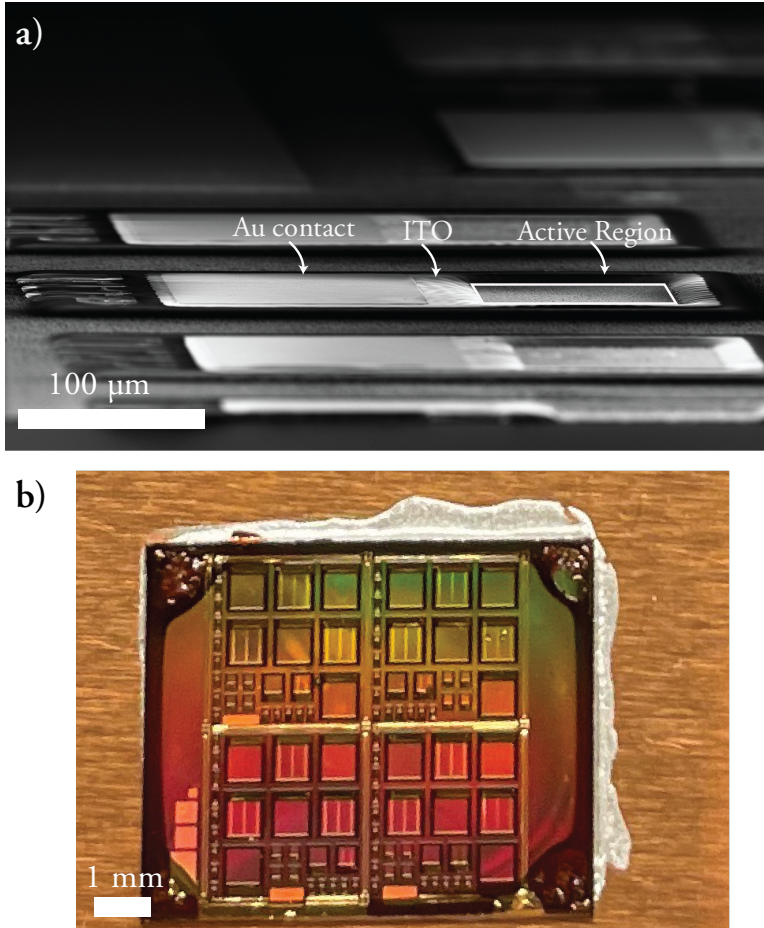 a)
Au contact
ITO
Active Region
100 μm
b)
1 mm